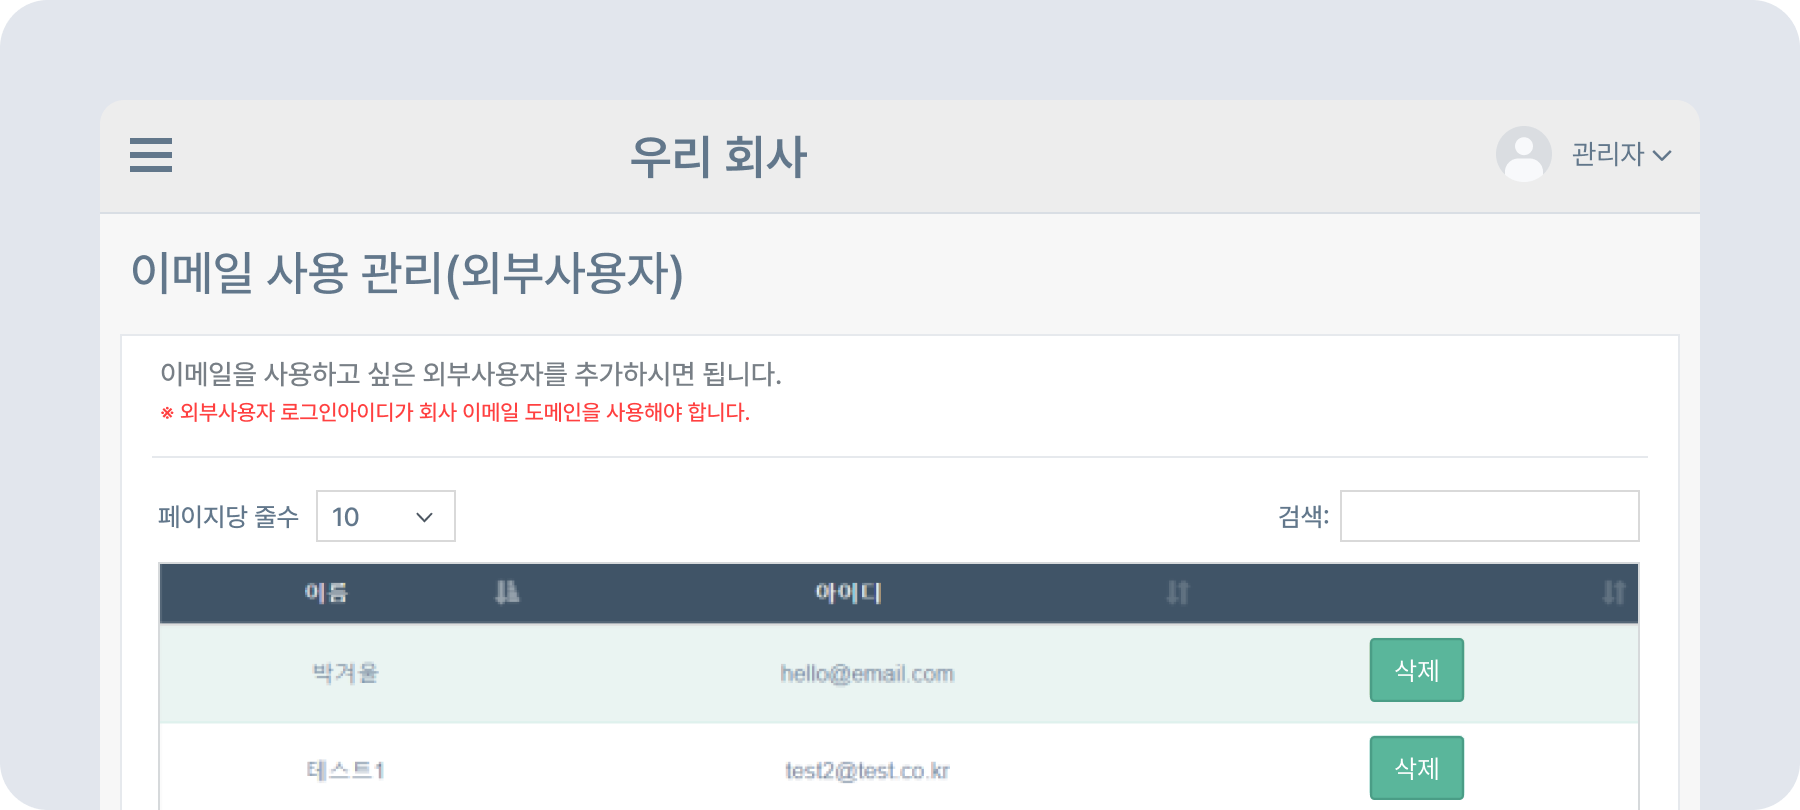 우리 회사
관리자
이메일 사용 관리(외부사용자)
이메일을 사용하고 싶은 외부사용자를 추가하시면 됩니다.
※ 외부사용자 로그인아이디가 회사 이메일 도메인을 사용해야 합니다.
페이지당 줄수 10 검색:
이름 아이디
박겨울 hello@email.com 삭제
테스트1 test2@test.co.kr 삭제